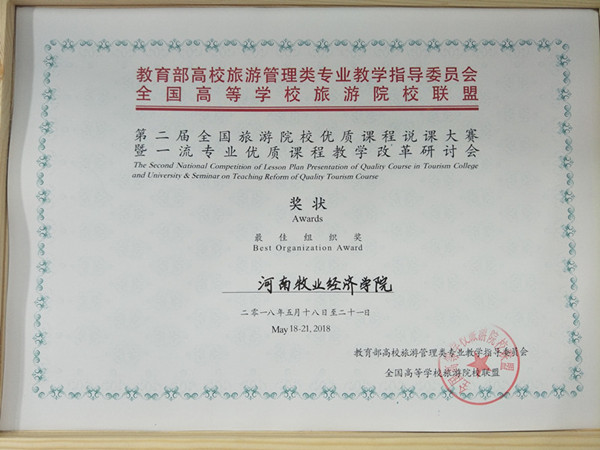 教育部高校旅游管理类专业教学指导委员会
全国高等学校旅游院校联盟
第二届全国旅游院校优质课程说课大赛
暨一流专业优质课程教学改革研讨会
The Second National Competition of Lesson Plan Presentation of Quality Course in Tourism College
and University & Seminar on Teaching Reform of Quality Tourism Course
奖状
Awards
最佳组织奖
Best Organization Award
河南牧业经济学院
二零一八年五月十八日至二十一日
May 18-21, 2018
教育部高校旅游管理类专业教学指导委员会
全国高等学校旅游院校联盟